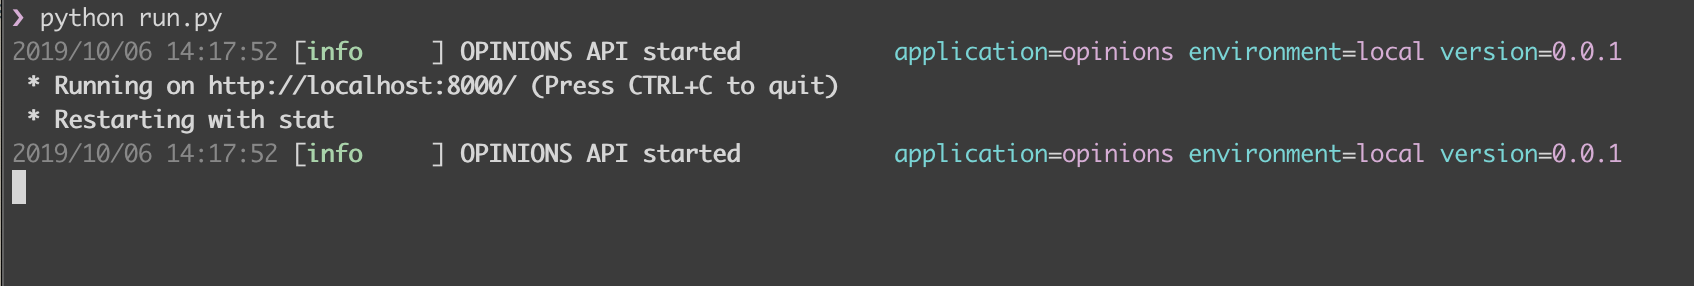 ❯ python run.py
2019/10/06 14:17:52 [info     ] OPINIONS API started           application=opinions environment=local version=0.0.1
 * Running on http://localhost:8000/ (Press CTRL+C to quit)
 * Restarting with stat
2019/10/06 14:17:52 [info     ] OPINIONS API started           application=opinions environment=local version=0.0.1